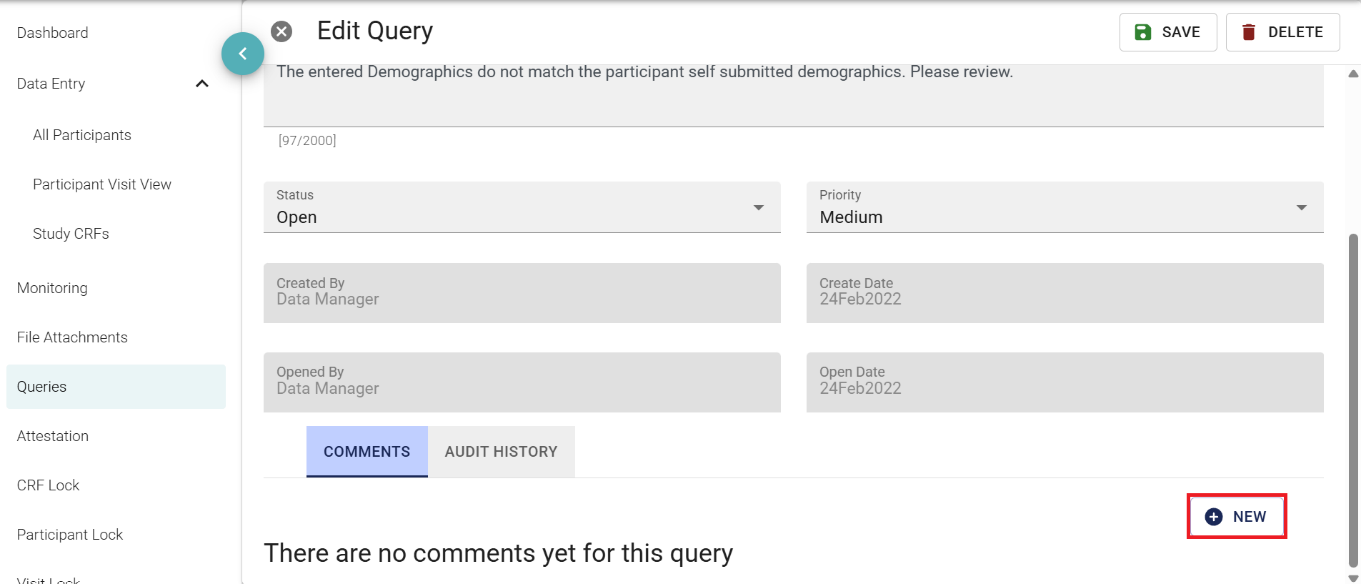 Dashboard
Data Entry
All Participants
Participant Visit View
Study CRFs
Monitoring
File Attachments
Queries
Attestation
CRF Lock
Participant Lock
Visit Lock
Edit Query
SAVE
DELETE
The entered Demographics do not match the participant self submitted demographics. Please review.
[97/2000]
Status
Open
Priority
Medium
Created By
Data Manager
Create Date
24Feb2022
Opened By
Data Manager
Open Date
24Feb2022
COMMENTS
AUDIT HISTORY
NEW
There are no comments yet for this query